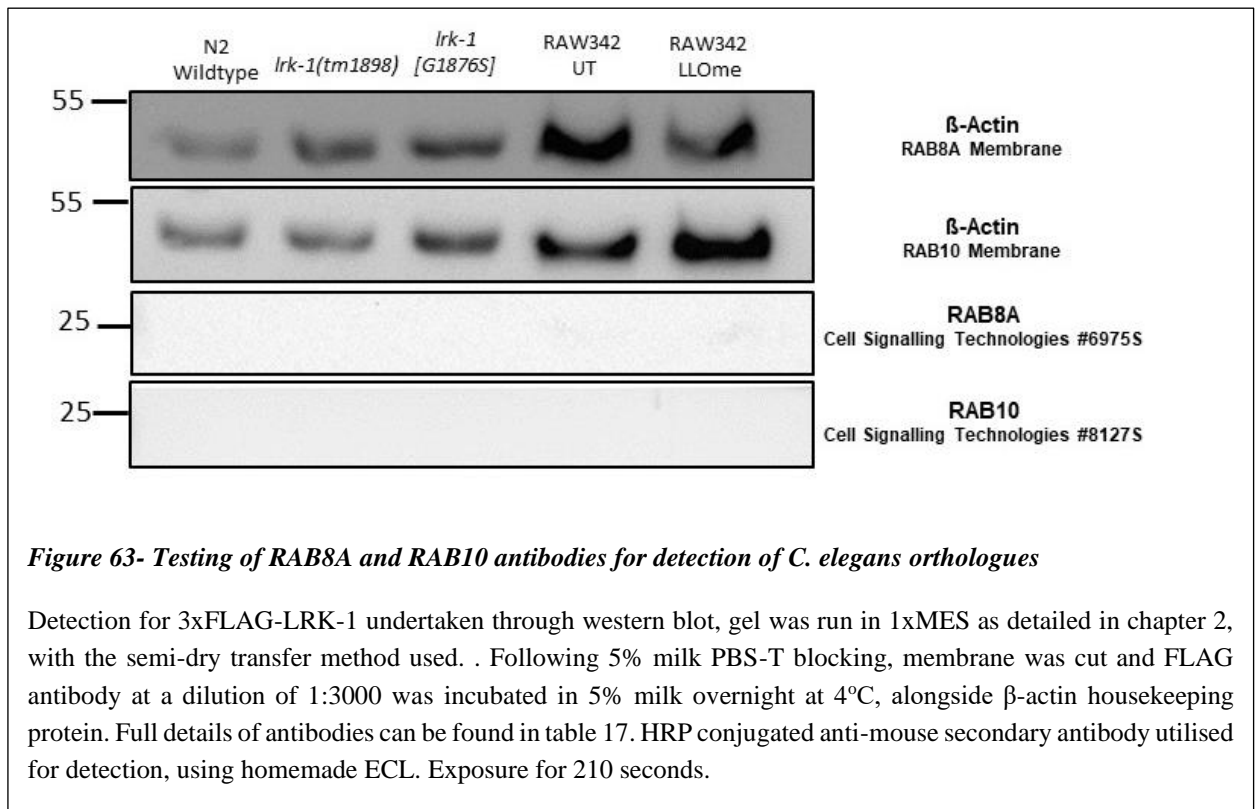 N2
Wildtype
lrk-1(tm1898)
lrk-1
[G1876S]
RAW342
UT
RAW342
LLOme
55
ß-Actin
RAB8A Membrane
55
ß-Actin
RAB10 Membrane
25
RAB8A
Cell Signalling Technologies #6975S
25
RAB10
Cell Signalling Technologies #8127S
Figure 63- Testing of RAB8A and RAB10 antibodies for detection of C. elegans orthologues
Detection for 3xFLAG-LRK-1 undertaken through western blot, gel was run in 1xMES as detailed in chapter 2,
with the semi-dry transfer method used. . Following 5% milk PBS-T blocking, membrane was cut and FLAG
antibody at a dilution of 1:3000 was incubated in 5% milk overnight at 4ºC, alongside β-actin housekeeping
protein. Full details of antibodies can be found in table 17. HRP conjugated anti-mouse secondary antibody utilised
for detection, using homemade ECL. Exposure for 210 seconds.